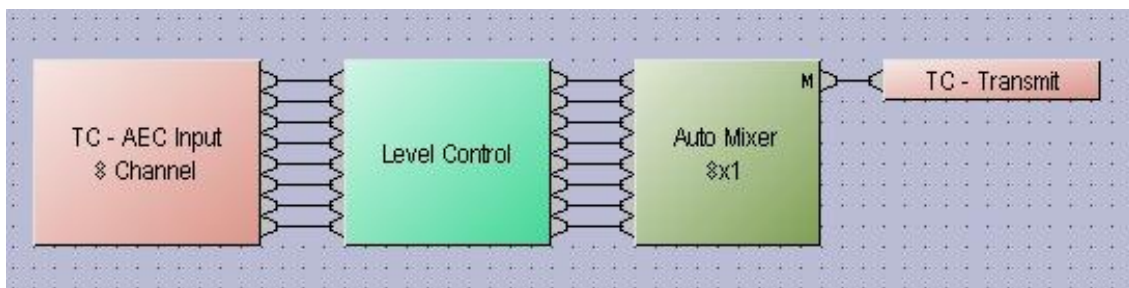 TC - AEC Input
8 Channel
Level Control
Auto Mixer
8x1
M
TC - Transmit